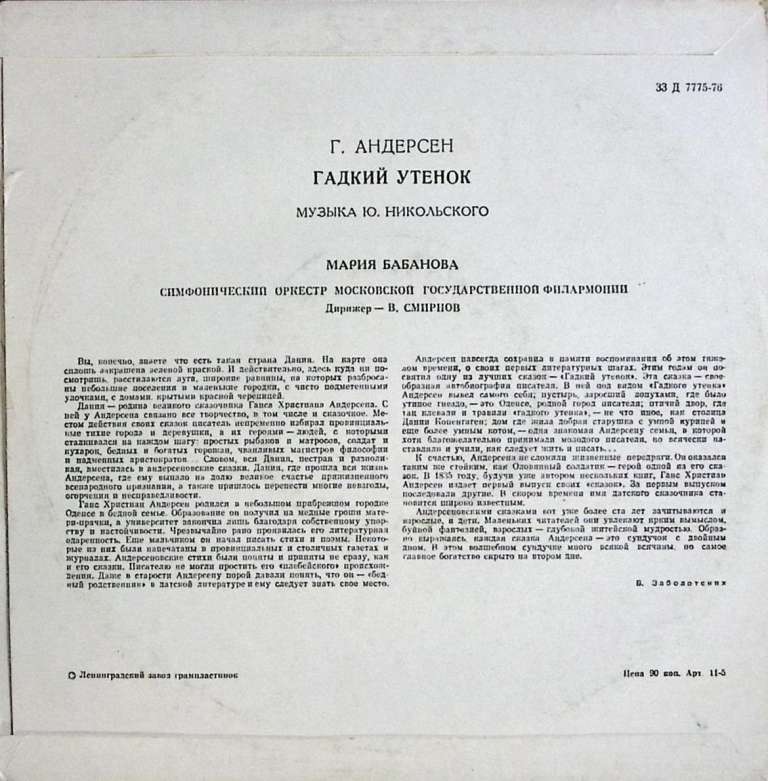 33 Д 7775-76
Г. АНДЕРСЕН
ГАДКИЙ УТЕНОК
МУЗЫКА Ю. НИКОЛЬСКОГО
МАРИЯ БАБАНОВА
СИМФОНИЧЕСКИЙ ОРКЕСТР МОСКОВСКОЙ ГОСУДАРСТВЕННОЙ ФИЛАРМОНИИ
Дирижер — В. СМИРНОВ
Вы, конечно, знаете что есть такая страна Дания. На карте она
сплошь закрашена зеленой краской. И действительно, здесь куда ни по-
смотришь, расстилаются луга, широкие равнины, на которых разброса-
ны небольшие поселения и маленькие городки, с чисто подметенными
улочками, с домами, крытыми красной черепицей.
Дания — родина великого сказочника Ганса Христиана Андерсена. С
ней у Андерсена связано все творчество, в том числе и сказочное. Ме-
стом действия своих сказок писатель непременно избирал провинциаль-
ные тихие города и деревушки, а их героями — людей, с которыми
сталкивался на каждом шагу: простых рыбаков и матросов, солдат и
кухарок, бедных и богатых горожан, чванливых магистров философии
и надменных аристократов... Словом, вся Дания, пестрая и разноли-
кая, вместилась в андерсеновские сказки. Дания, где прошла вся жизнь
Андерсена, где ему выпало на долю великое счастье прижизненного
всенародного признания, а также пришлось перенести многие невзгоды,
огорчения и несправедливости.
Ганс Христиан Андерсен родился в небольшом прибрежном городке
Оденсе в бедной семье. Образование он получил на медные гроши мате-
ри-прачки, а университет закончил лишь благодаря собственному упор-
ству и настойчивости. Чрезвычайно рано проявилась его литературная
одаренность. Еще мальчиком он начал писать стихи и поэмы. Некото-
рые из них были напечатаны в провинциальных и столичных газетах и
журналах. Андерсеновские стихи были поняты и приняты не сразу, как
и его сказки. Писателю не могли простить его «плебейского» происхож-
дения. Даже в старости Андерсену порой давали понять, что он — «бед-
ный родственник» в датской литературе и ему следует знать свое место.
Андерсен навсегда сохранил в памяти воспоминания об этом тяже-
лом времени, о своих первых литературных шагах. Этим годам он по-
святил одну из лучших сказок — «Гадкий утенок». Эта сказка — свое-
образная автобиография писателя. В ней под видом «Гадкого утенка»
Андерсен вывел самого себя; пустырь, заросший лопухами, где было
утиное гнездо, — это Оденсе, родной город писателя; птичий двор, где
так клевали и травили «гадкого утенка», — не что иное, как столица
Дании Копенгаген; дом где жила добрая старушка с умной курицей и
еще более умным котом, — одна знакомая Андерсену семья, в которой
хотя благожелательно принимали молодого писателя, но всячески на-
ставляли и учили, как следует жить и писать...
К счастью, Андерсена не сломили жизненные передряги. Он оказался
таким же стойким, как Оловянный солдатик — герой одной из его ска-
зок. В 1835 году, будучи уже автором нескольких книг, Ганс Христиан
Андерсен издает первый выпуск своих «сказок». За первым выпуском
последовали другие. В скором времени имя датского сказочника ста-
новится широко известным.
Андерсеновскими сказками вот уже более ста лет зачитываются и
взрослые, и дети. Маленьких читателей они увлекают ярким вымыслом,
буйной фантазией, взрослых — глубокой житейской мудростью. Образ-
но выражаясь, каждая сказка Андерсена — это сундучок с двойным
дном. В этом волшебном сундучке много всякой всячины, но самое
главное богатство скрыто на втором дне.
В. Заболотских
Ленинградский завод грампластинок
Цена 90 коп. Арт 11-5